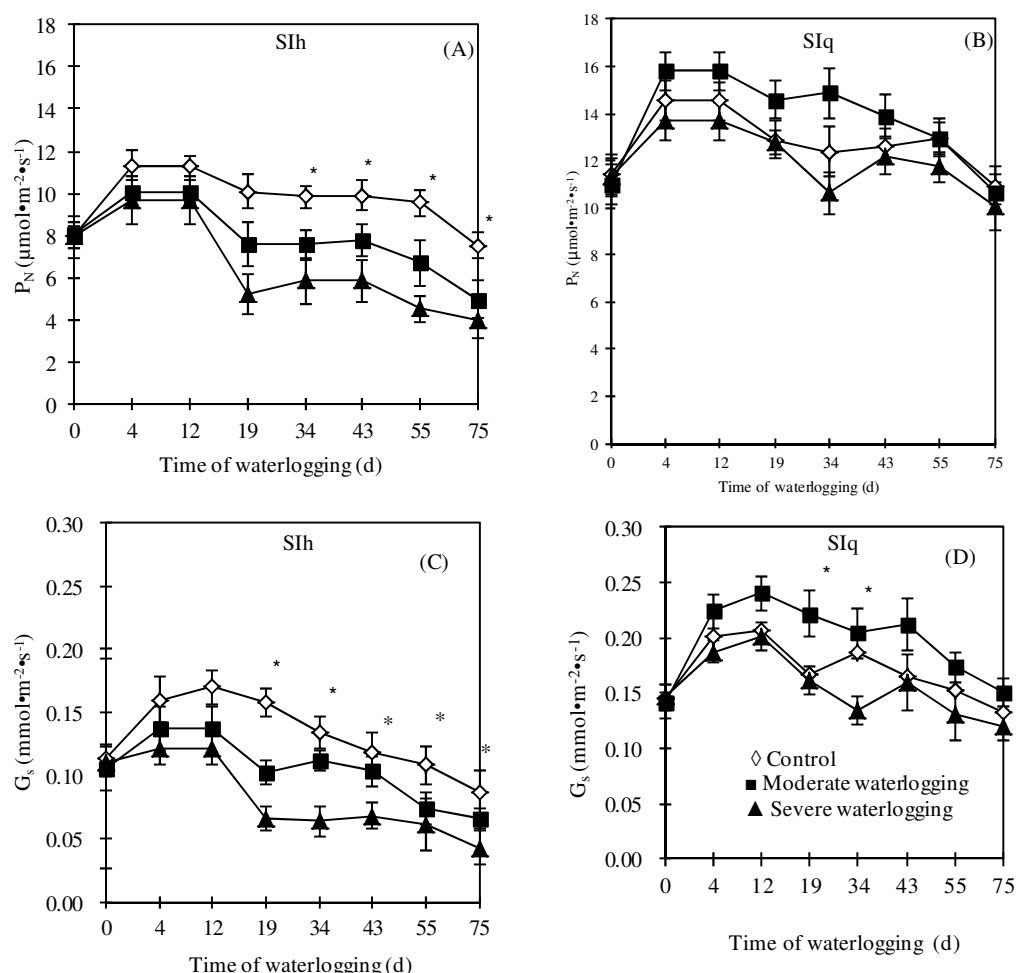 SIh
(A)
18
16
14
12
10
8
6
4
2
0
P_N (μmol•m⁻²•s⁻¹)
*
*
*
*
0 4 12 19 34 43 55 75
Time of waterlogging (d)
SIq
(B)
18
16
14
12
10
8
6
4
2
0
P_N (μmol•m⁻²•s⁻¹)
0 4 12 19 34 43 55 75
Time of waterlogging (d)
SIh
(C)
0.30
0.25
0.20
0.15
0.10
0.05
0.00
G_s (mmol•m⁻²•s⁻¹)
*
*
*
*
*
0 4 12 19 34 43 55 75
Time of waterlogging (d)
SIq
(D)
0.30
0.25
0.20
0.15
0.10
0.05
0.00
G_s (mmol•m⁻²•s⁻¹)
*
*
Control
Moderate waterlogging
Severe waterlogging
0 4 12 19 34 43 55 75
Time of waterlogging (d)